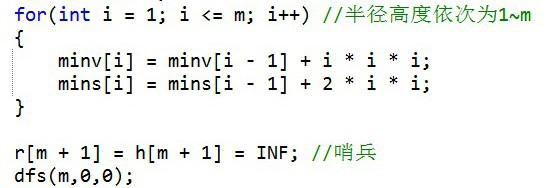 for(int i = 1; i <= m; i++) //半径高度依次为1~m
{
minv[i] = minv[i - 1] + i * i * i;
mins[i] = mins[i - 1] + 2 * i * i;
}
r[m + 1] = h[m + 1] = INF; //哨兵
dfs(m,0,0);